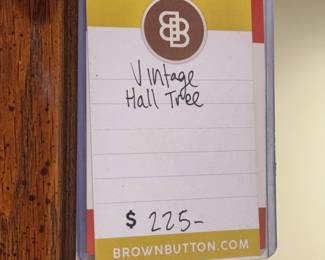 BB
Vintage
Hall Tree
$ 225-
BROWNBUTTON.COM